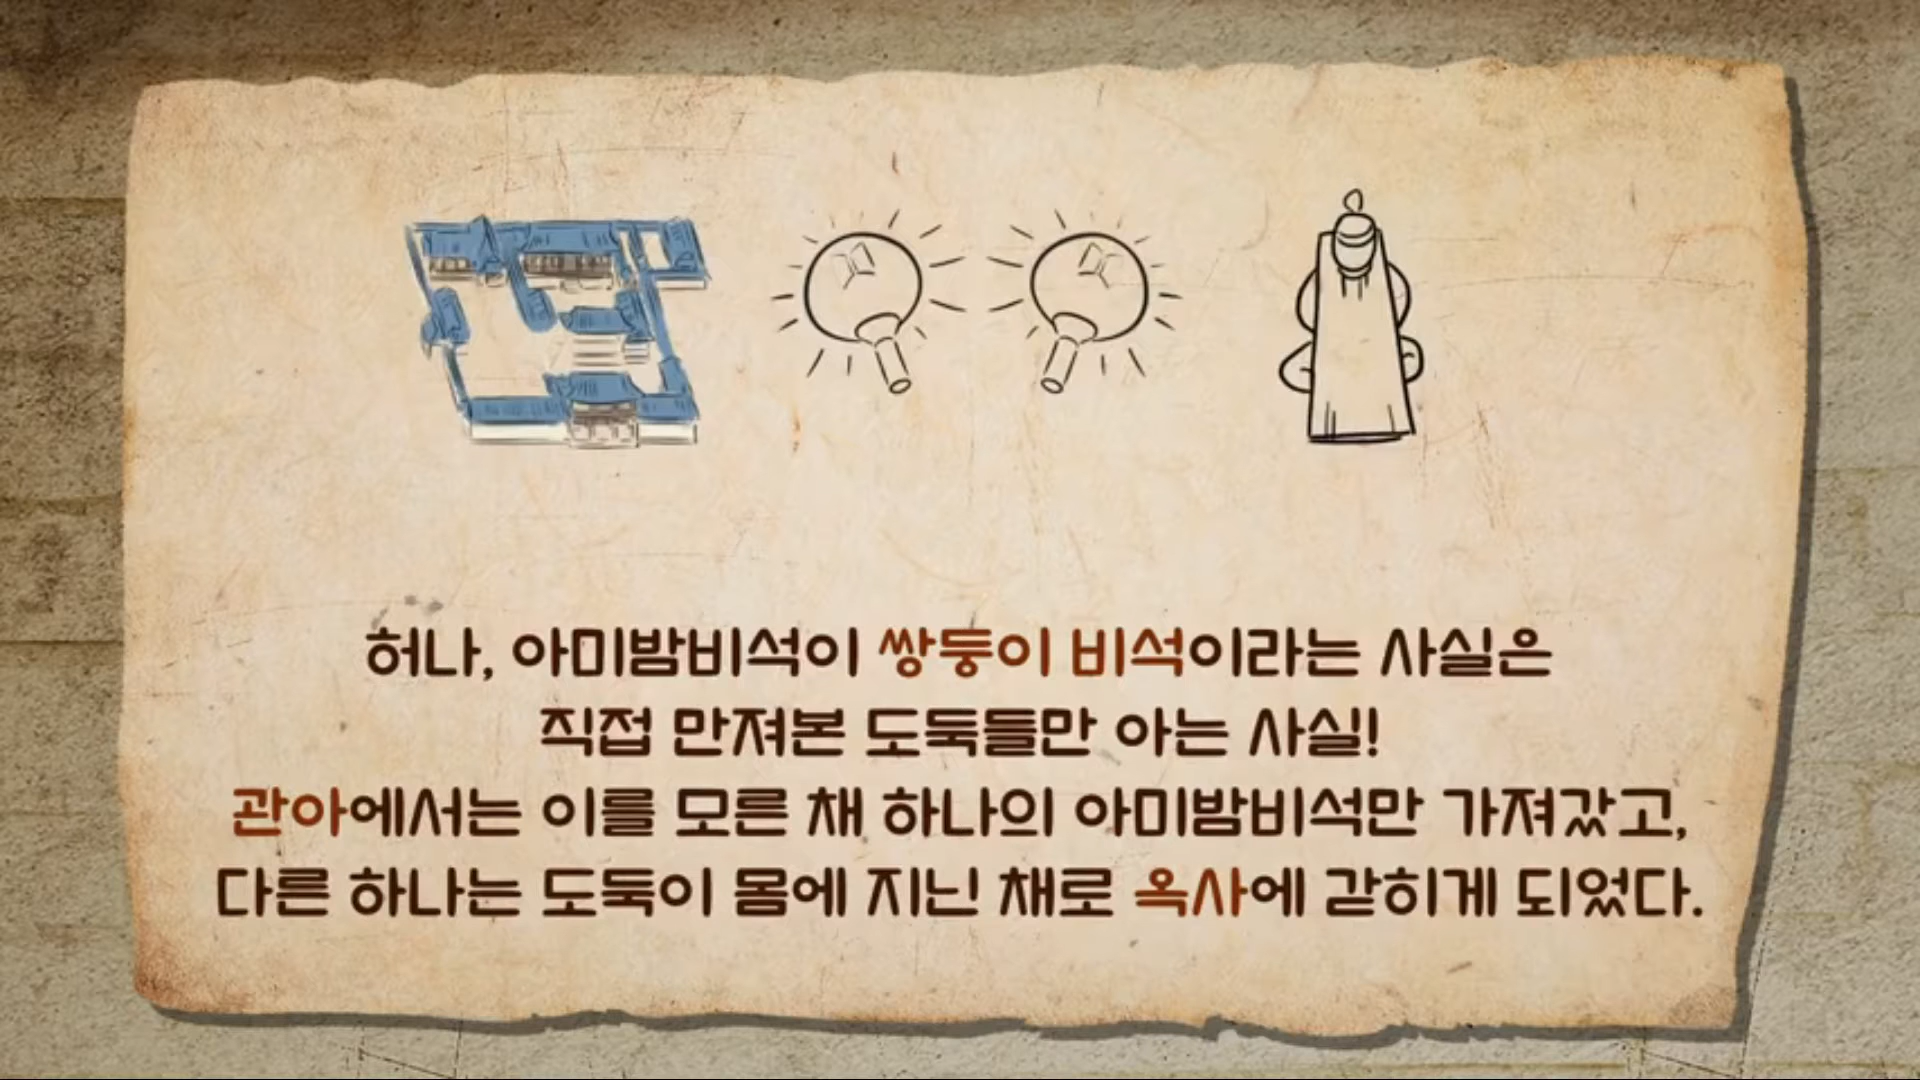 허나, 아미밤비석이 쌍둥이 비석이라는 사실은
직접 만져본 도둑들만 아는 사실!
관아에서는 이를 모른 채 하나의 아미밤비석만 가져갔고,
다른 하나는 도둑이 몸에 지닌 채로 옥사에 갇히게 되었다.